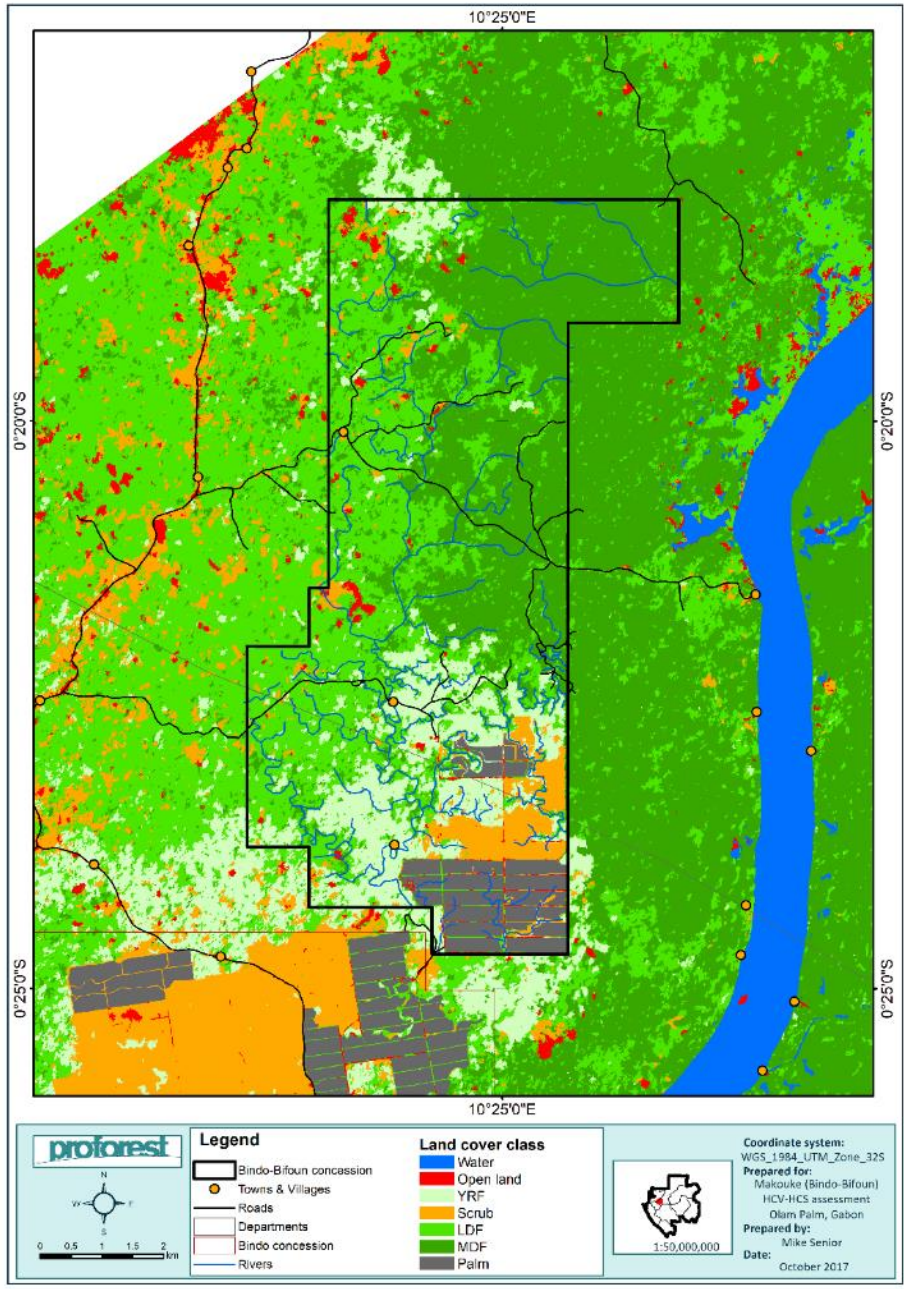 10°25'0"E
0°20'0"S
0°20'0"S
0°25'0"S
0°25'0"S
10°25'0"E
proforest
N
W
E
S
0 0.5 1 1.5 2
km
Legend
Bindo-Bifoun concession
Towns & Villages
Roads
Departments
Bindo concession
Rivers
Land cover class
Water
Open land
YRF
Scrub
LDF
MDF
Palm
1:50,000,000
Coordinate system:
WGS_1984_UTM_Zone_32S
Prepared for:
Makouke (Bindo-Bifoun)
HCV-HCS assessment
Olam Palm, Gabon
Prepared by:
Mike Senior
Date:
October 2017